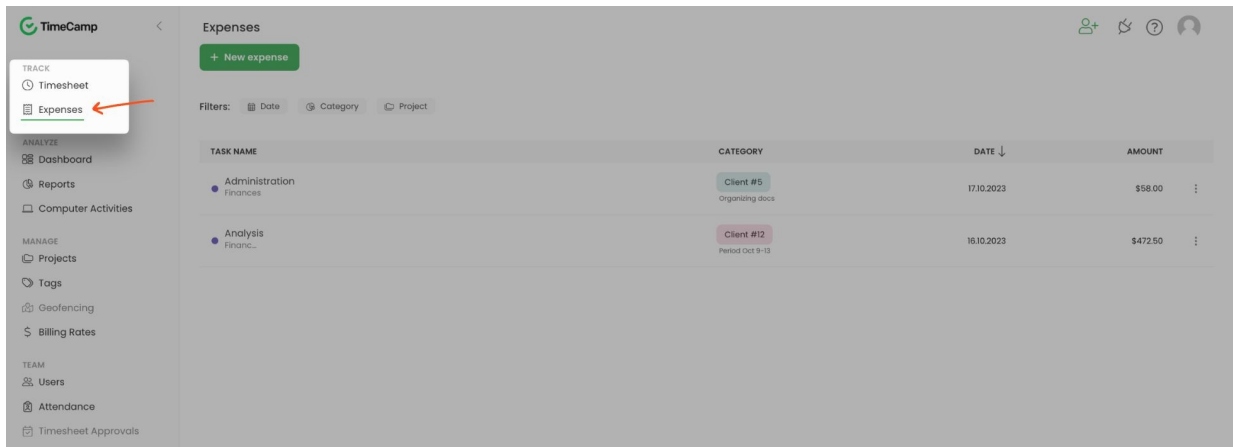 TimeCamp
TRACK
Timesheet
Expenses
ANALYZE
Dashboard
Reports
Computer Activities
MANAGE
Projects
Tags
Geofencing
Billing Rates
TEAM
Users
Attendance
Timesheet Approvals
Expenses
+ New expense
Filters: Date Category Project
TASK NAME CATEGORY DATE ↓ AMOUNT
Administration Client #5 17.10.2023 $58.00
Finances Organizing docs
Analysis Client #12 16.10.2023 $472.50
Financ... Period Oct 9-13